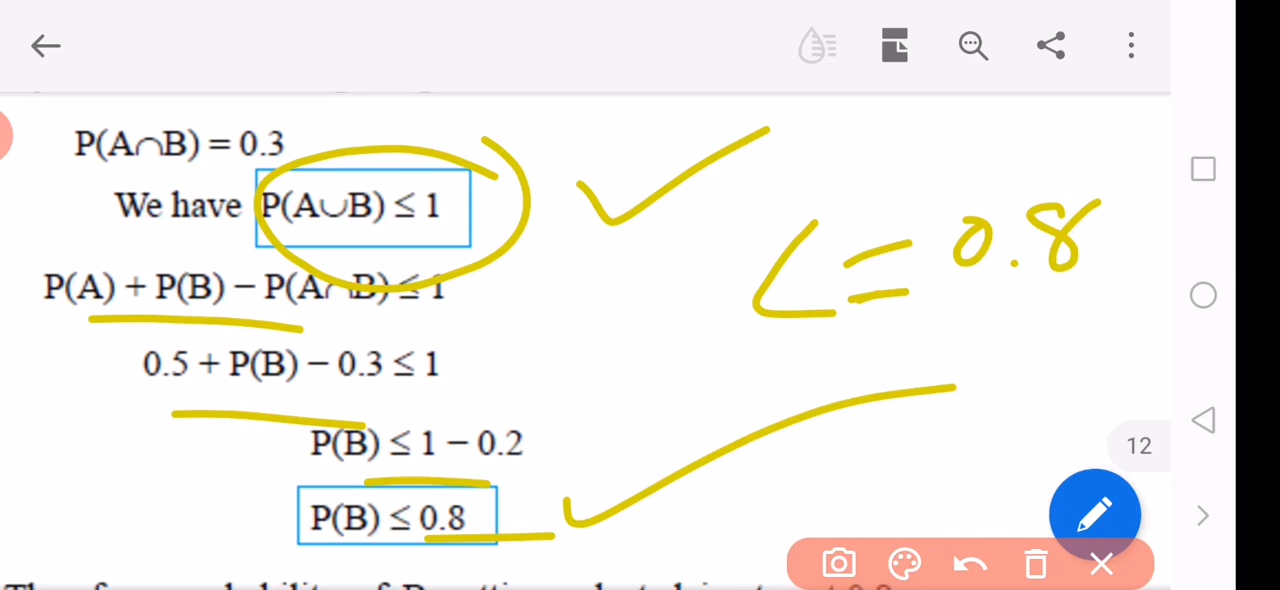 P(A∩B) = 0.3
We have P(A∪B) ≤ 1
P(A) + P(B) − P(A∩B) ≤ 1
0.5 + P(B) − 0.3 ≤ 1
P(B) ≤ 1 − 0.2
P(B) ≤ 0.8
<= 0.8
12